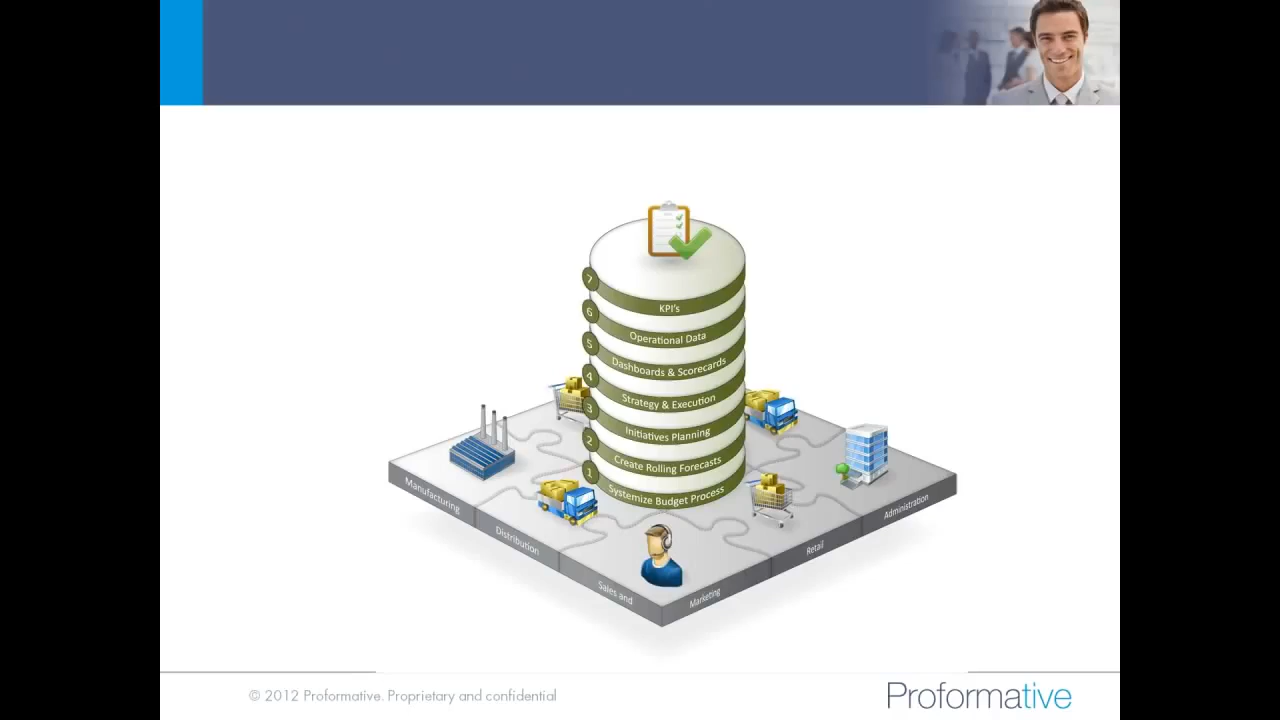 7
KPI's
6
Operational Data
5
Dashboards & Scorecards
4
Strategy & Execution
3
Initiatives Planning
2
Create Rolling Forecasts
1
Systemize Budget Process
Manufacturing
Distribution
Sales and
Marketing
Retail
Administration
© 2012 Proformative. Proprietary and confidential
Proformative